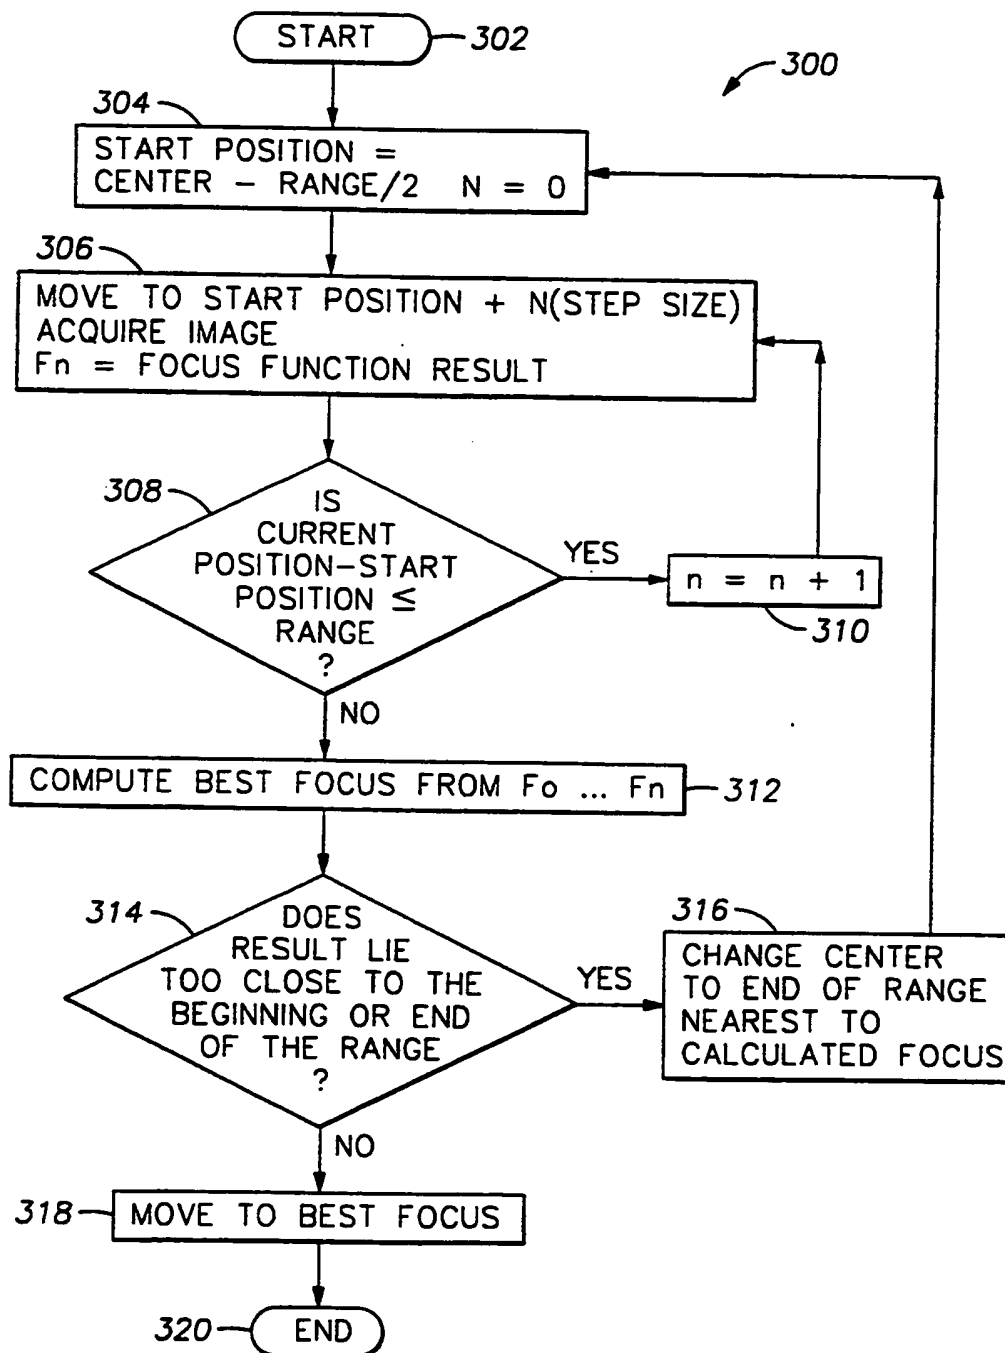 START
302
300
304
START POSITION =
CENTER - RANGE/2 N = 0
306
MOVE TO START POSITION + N(STEP SIZE)
ACQUIRE IMAGE
Fn = FOCUS FUNCTION RESULT
308
IS
CURRENT
POSITION-START
POSITION ≤
RANGE
?
YES
n = n + 1
310
NO
COMPUTE BEST FOCUS FROM Fo ... Fn
312
314
DOES
RESULT LIE
TOO CLOSE TO THE
BEGINNING OR END
OF THE RANGE
?
YES
316
CHANGE CENTER
TO END OF RANGE
NEAREST TO
CALCULATED FOCUS
NO
318
MOVE TO BEST FOCUS
320
END